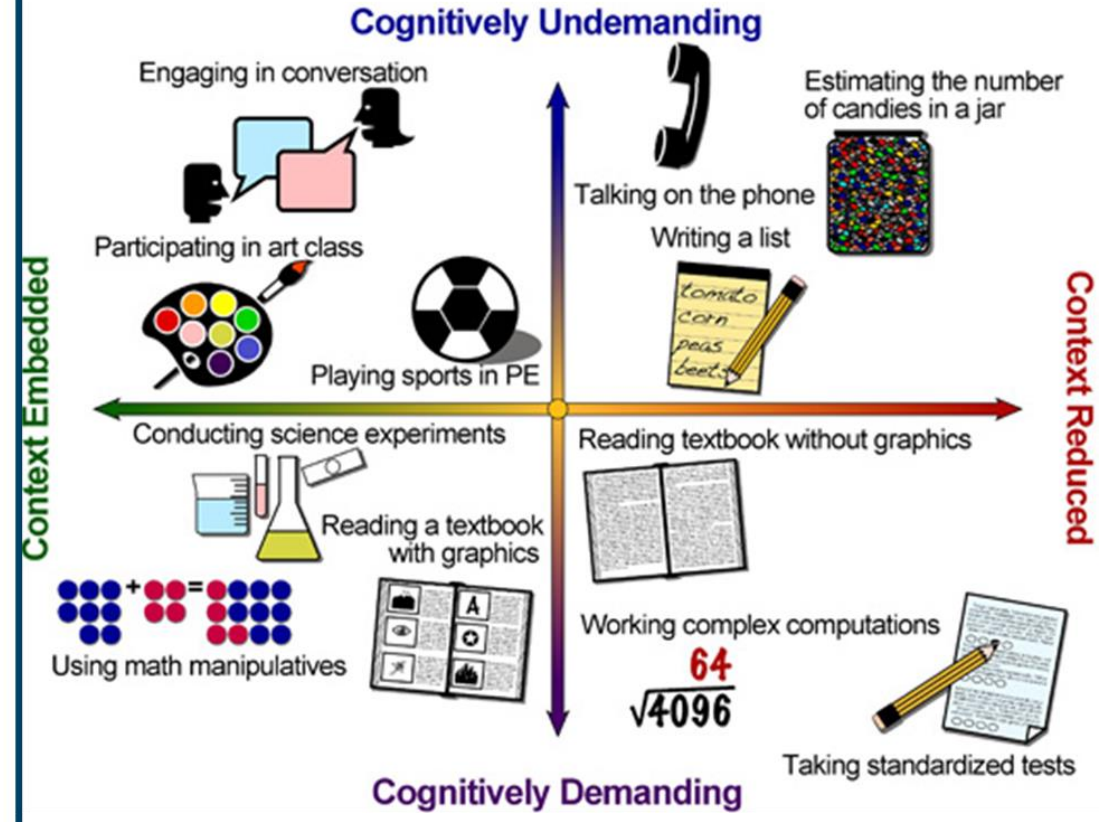 Cognitively Undemanding
Engaging in conversation
Estimating the number
of candies in a jar
Talking on the phone
Writing a list
Participating in art class
tomato
corn
peas
beets
Playing sports in PE
Context Embedded
Context Reduced
Conducting science experiments
Reading textbook without graphics
Reading a textbook
with graphics
A
+ =
Using math manipulatives
Working complex computations
64
√4096
Taking standardized tests
Cognitively Demanding